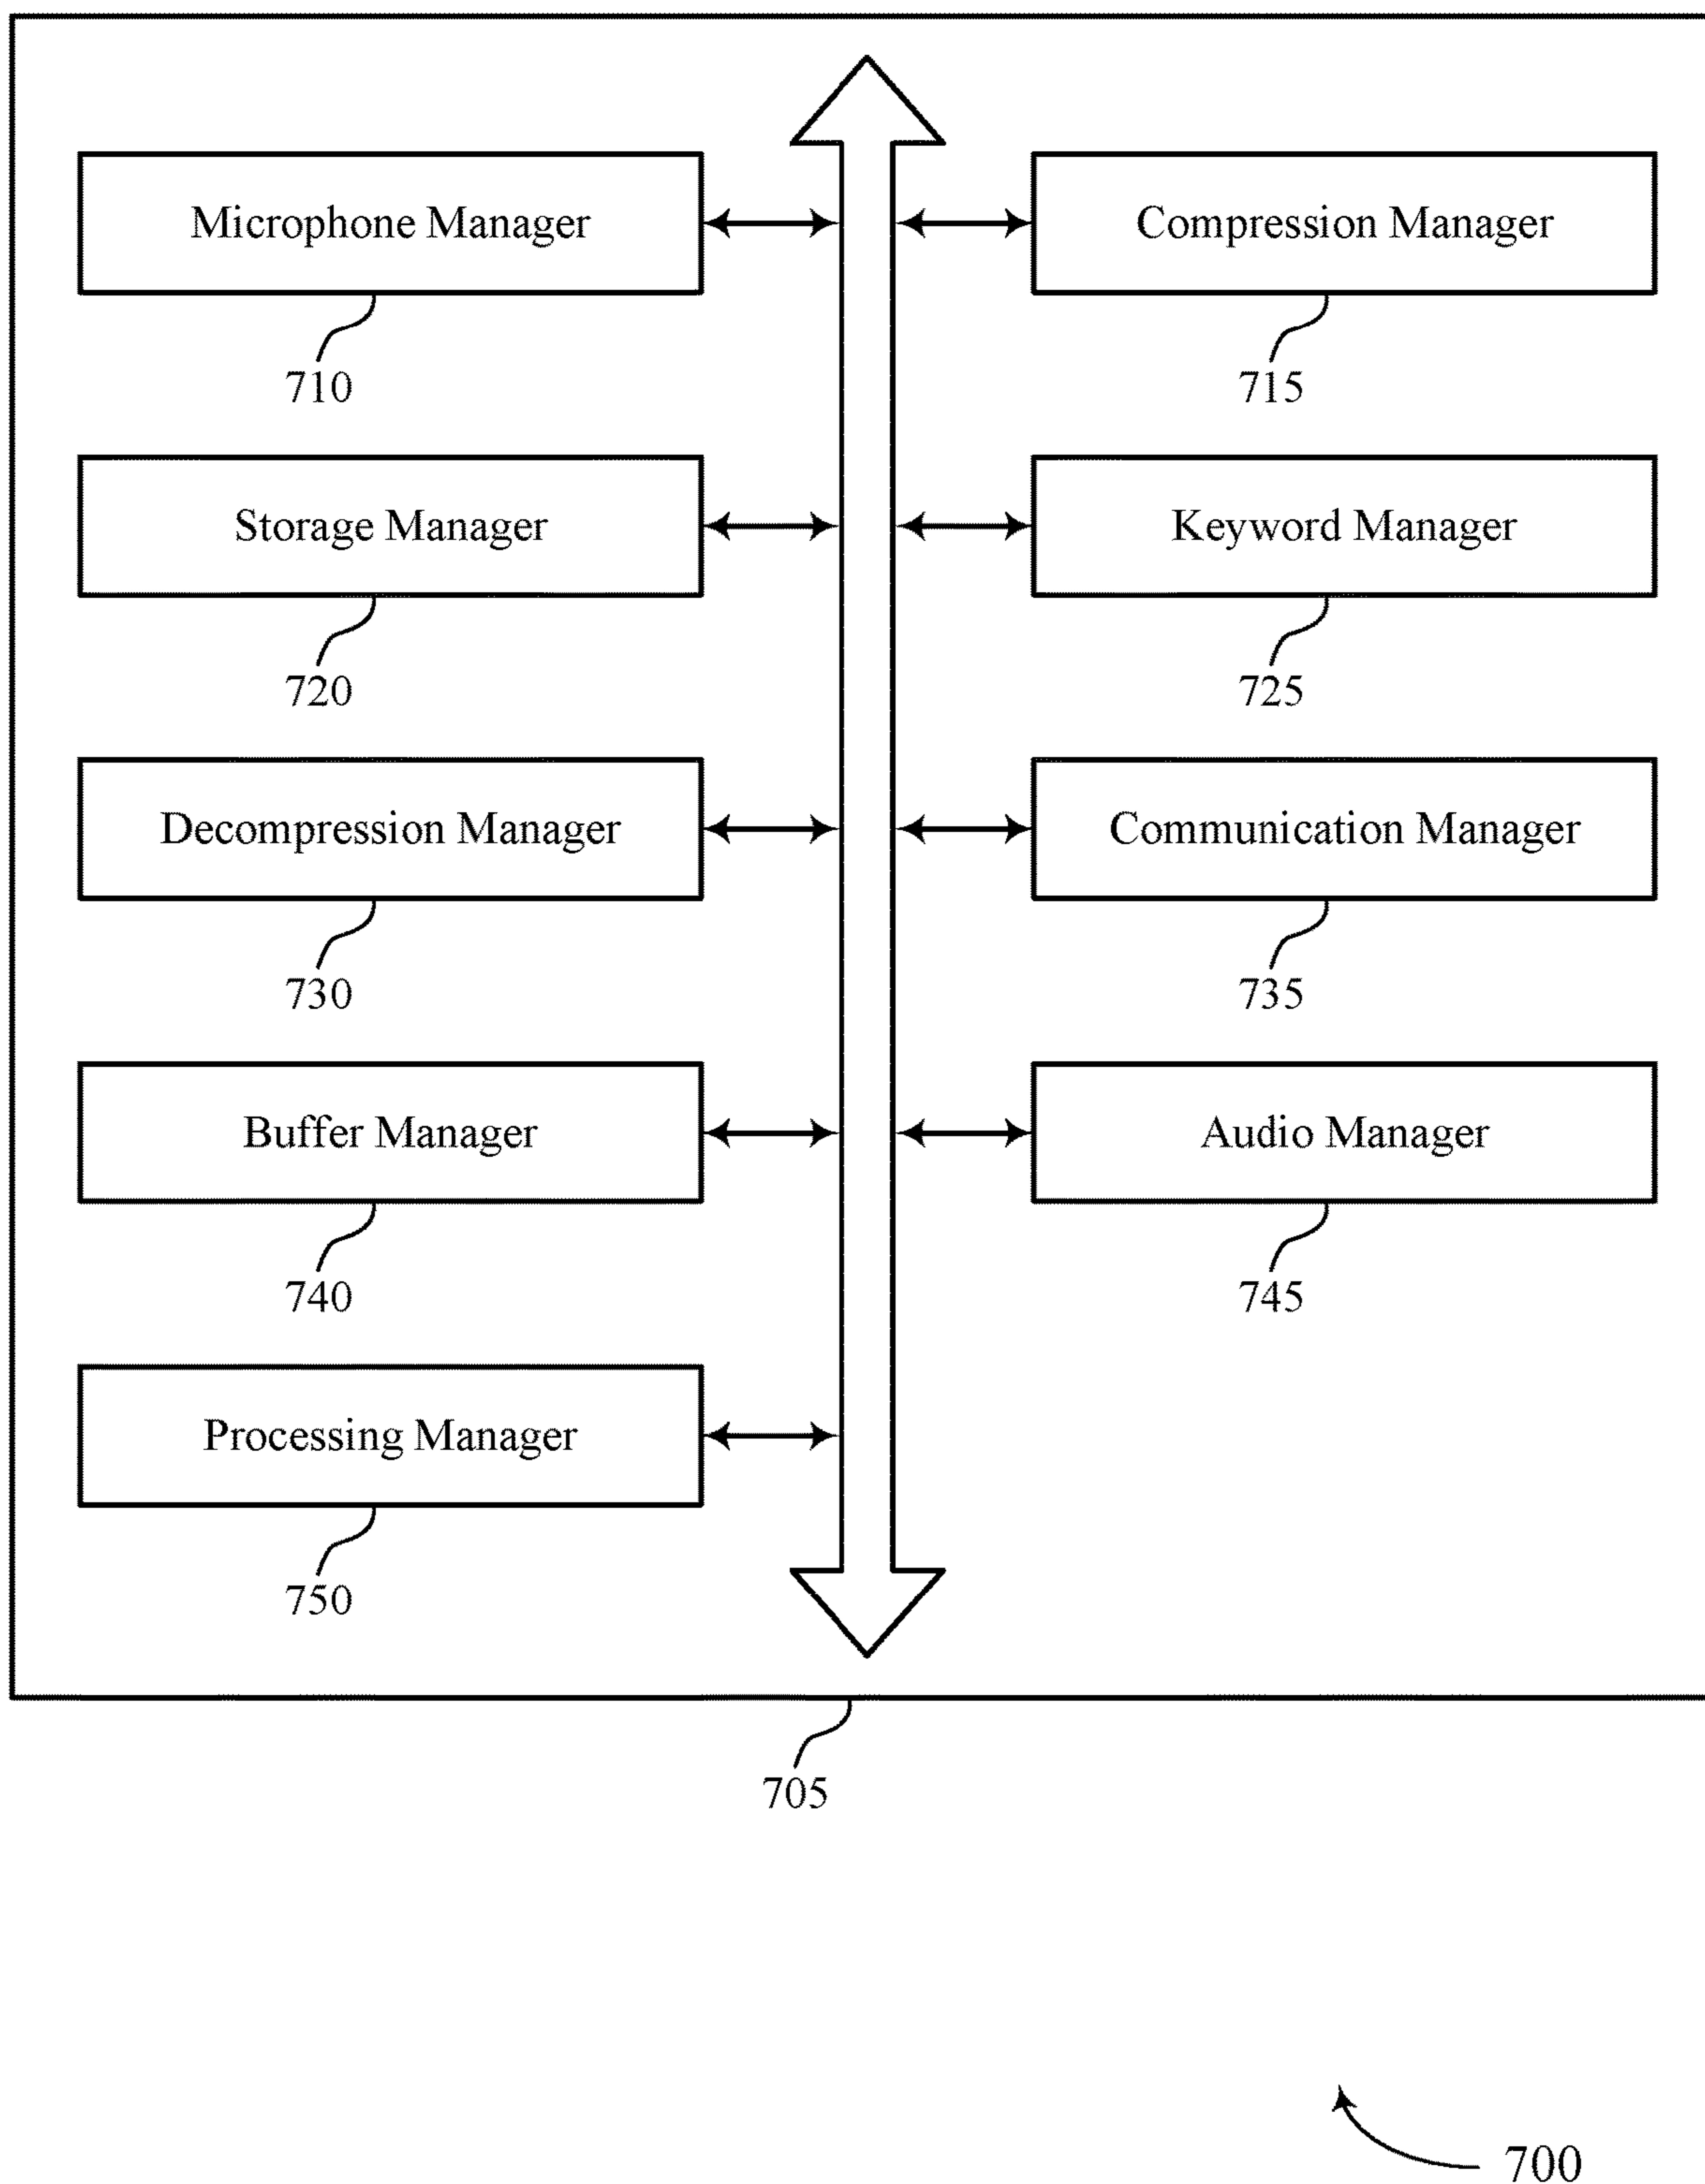 Microphone Manager
Compression Manager
710
715
Storage Manager
Keyword Manager
720
725
Decompression Manager
Communication Manager
730
735
Buffer Manager
Audio Manager
740
745
Processing Manager
750
705
700